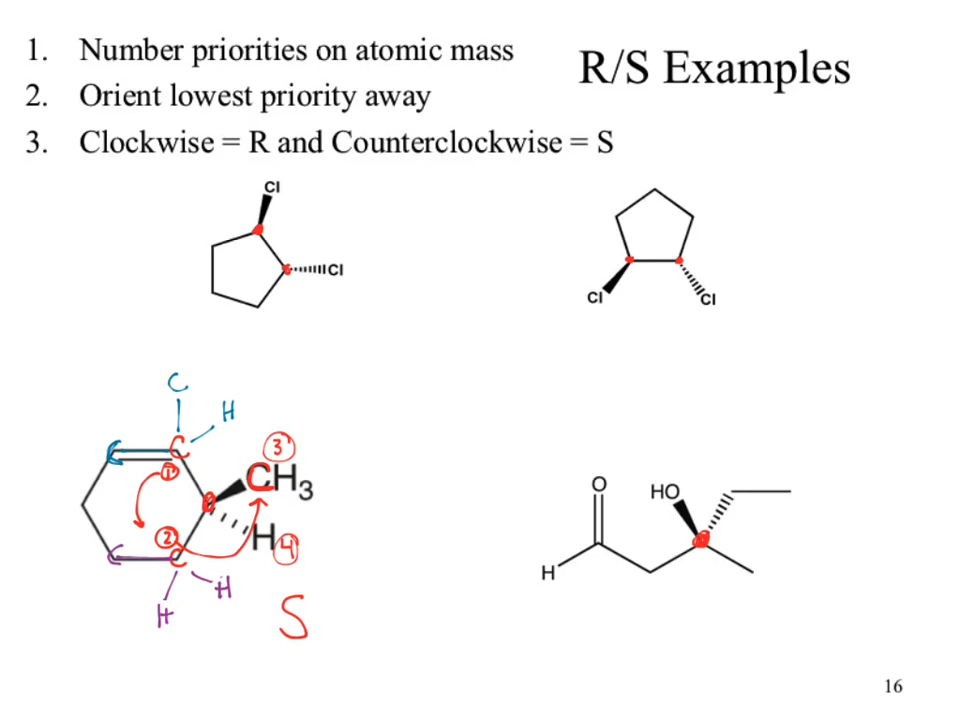 R/S Examples
1. Number priorities on atomic mass
2. Orient lowest priority away
3. Clockwise = R and Counterclockwise = S
Cl
Cl
Cl
Cl
C
H
C
1
3
CH3
2
H 4
C
H
H
S
O
HO
H
16